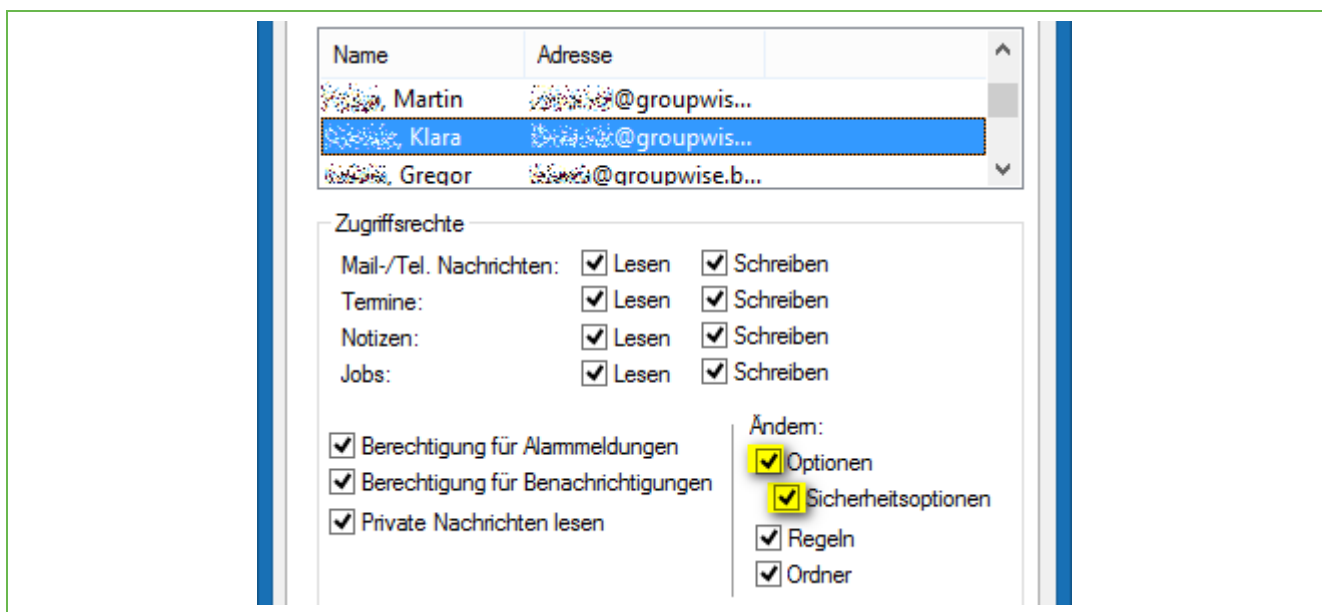 Name Adresse
, Martin @groupwis...
, Klara @groupwis...
, Gregor @groupwise.b...
Zugriffsrechte
Mail-/Tel. Nachrichten: Lesen Schreiben
Termine: Lesen Schreiben
Notizen: Lesen Schreiben
Jobs: Lesen Schreiben
Ändern:
Berechtigung für Alarmmeldungen
Optionen
Berechtigung für Benachrichtigungen
Sicherheitsoptionen
Private Nachrichten lesen
Regeln
Ordner